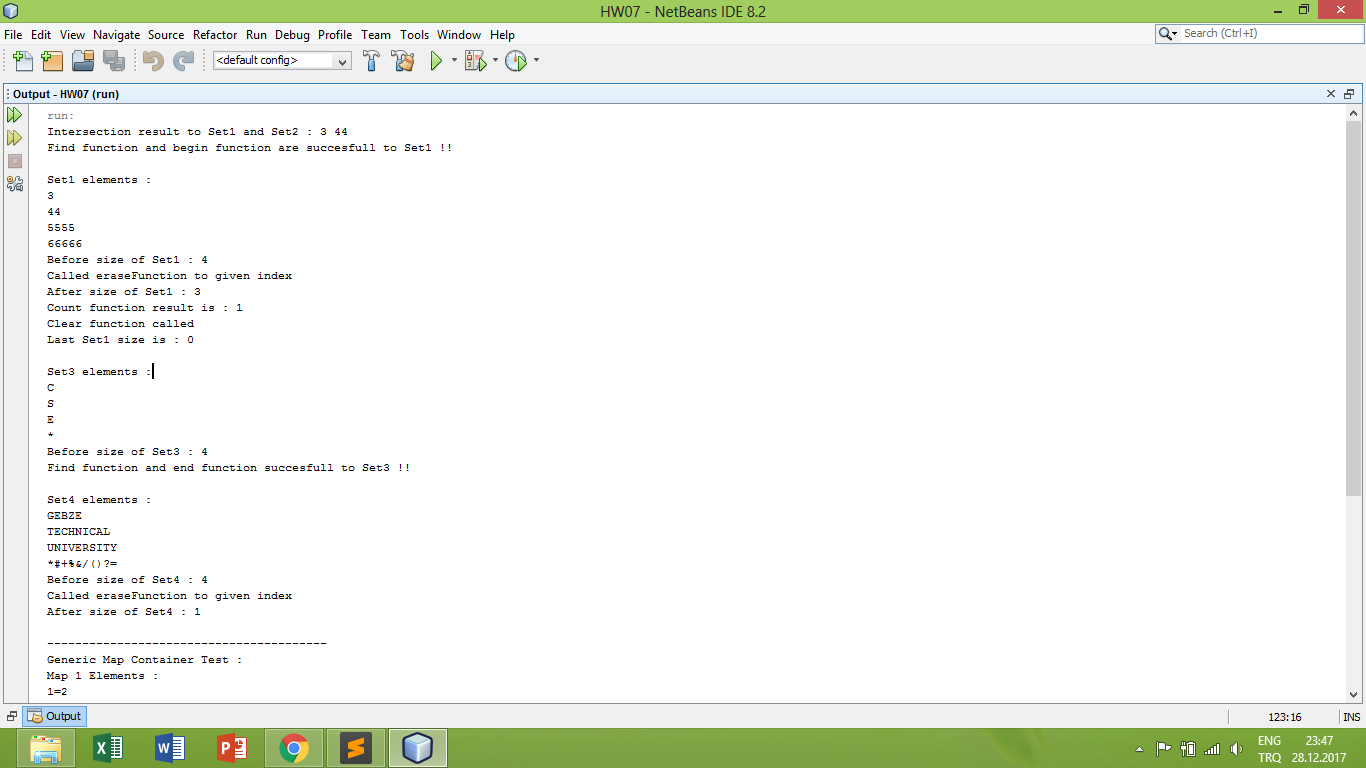 HW07 - NetBeans IDE 8.2
File Edit View Navigate Source Refactor Run Debug Profile Team Tools Window Help
Search (Ctrl+I)
<default config>
Output - HW07 (run)
run:
Intersection result to Set1 and Set2 : 3 44
Find function and begin function are succesfull to Set1 !!
Set1 elements :
3
44
5555
66666
Before size of Set1 : 4
Called eraseFunction to given index
After size of Set1 : 3
Count function result is : 1
Clear function called
Last Set1 size is : 0
Set3 elements :
C
S
E
*
Before size of Set3 : 4
Find function and end function succesfull to Set3 !!
Set4 elements :
GEBZE
TECHNICAL
UNIVERSITY
*#+%&/()?=
Before size of Set4 : 4
Called eraseFunction to given index
After size of Set4 : 1
----------------------------------------
Generic Map Container Test :
Map 1 Elements :
1=2
Output
123:16 INS
ENG 23:47
TRQ 28.12.2017